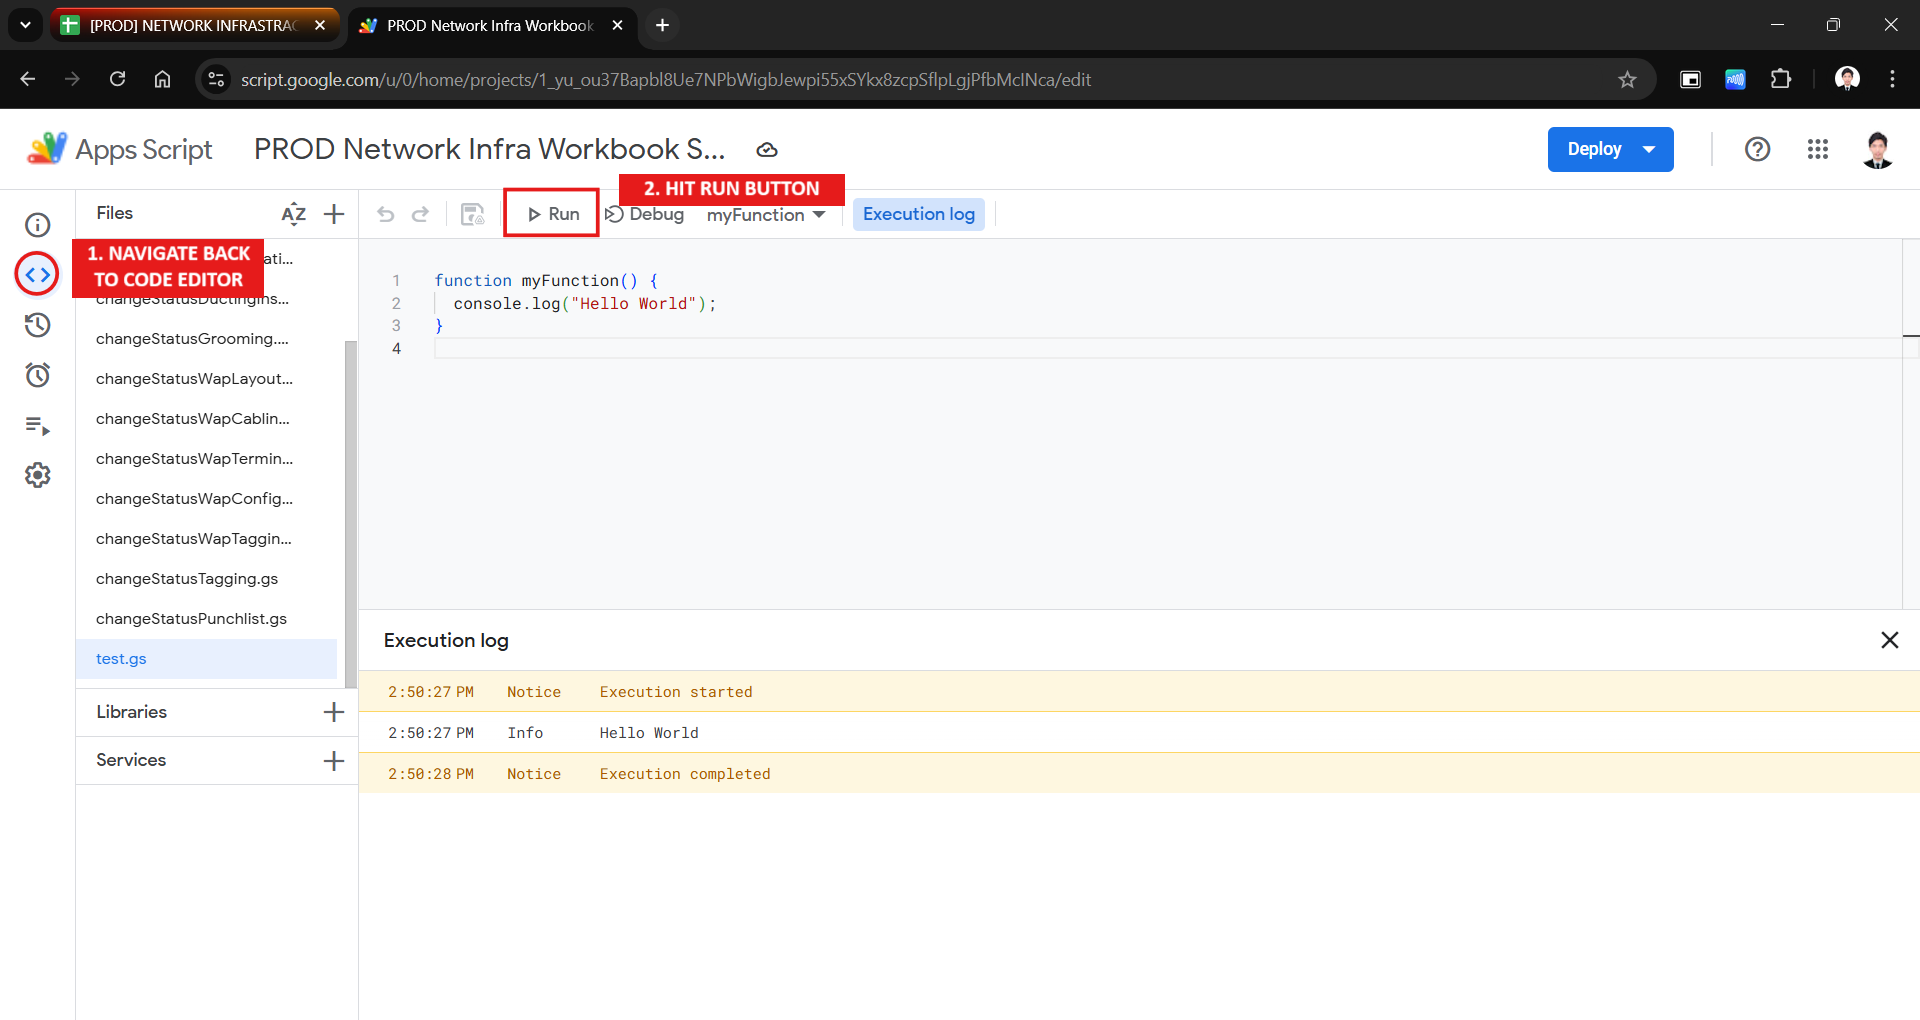 [PROD] NETWORK INFRASTRAC
PROD Network Infra Workbook
script.google.com/u/0/home/projects/1_yu_ou37Bapbl8Ue7NPbWigbJewpi55xSYkx8zcpSflpLgjPfbMcINca/edit
Apps Script
PROD Network Infra Workbook S...
Deploy
2. HIT RUN BUTTON
Files
AZ
Run
Debug
myFunction
Execution log
1. NAVIGATE BACK
TO CODE EDITOR
ati...
changeStatusDuctingIns...
changeStatusGrooming....
changeStatusWapLayout...
changeStatusWapCablin...
changeStatusWapTermin...
changeStatusWapConfig...
changeStatusWapTaggin...
changeStatusTagging.gs
changeStatusPunchlist.gs
test.gs
Libraries
Services
1 function myFunction() {
2 console.log("Hello World");
3 }
4
Execution log
2:50:27 PM Notice Execution started
2:50:27 PM Info Hello World
2:50:28 PM Notice Execution completed